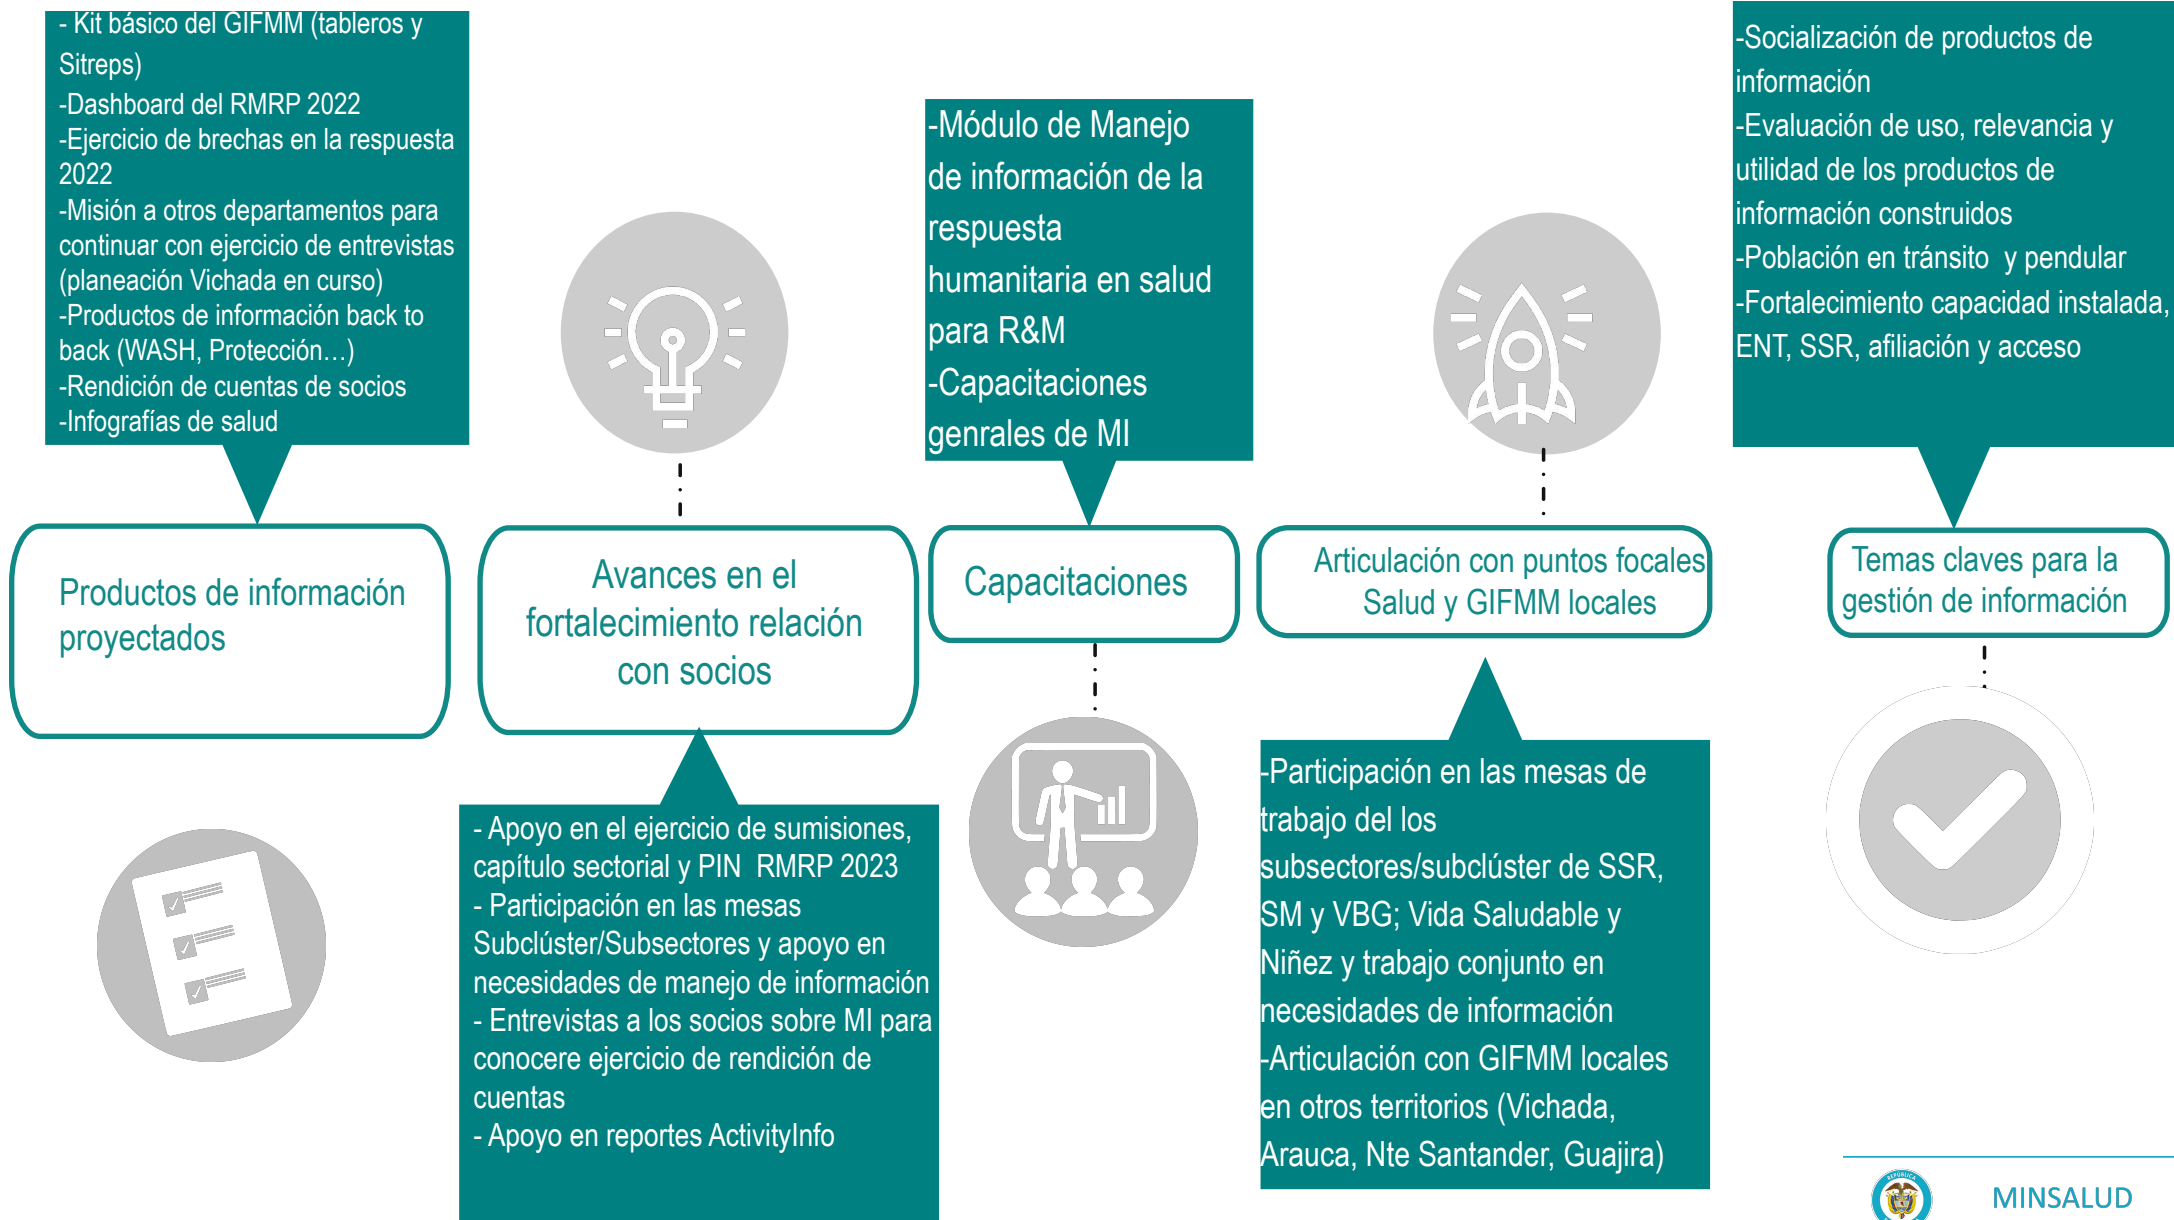 - Kit básico del GIFMM (tableros y
Sitreps)
-Dashboard del RMRP 2022
-Ejercicio de brechas en la respuesta
2022
-Misión a otros departamentos para
continuar con ejercicio de entrevistas
(planeación Vichada en curso)
-Productos de información back to
back (WASH, Protección…)
-Rendición de cuentas de socios
-Infografías de salud
Productos de información
proyectados
Avances en el
fortalecimiento relación
con socios
- Apoyo en el ejercicio de sumisiones,
capítulo sectorial y PIN  RMRP 2023
- Participación en las mesas
Subclúster/Subsectores y apoyo en
necesidades de manejo de información
- Entrevistas a los socios sobre MI para
conocere ejercicio de rendición de
cuentas
- Apoyo en reportes ActivityInfo
-Módulo de Manejo
de información de la
respuesta
humanitaria en salud
para R&M
-Capacitaciones
genrales de MI
Capacitaciones
Articulación con puntos focales
Salud y GIFMM locales
-Participación en las mesas de
trabajo del los
subsectores/subclúster de SSR,
SM y VBG; Vida Saludable y
Niñez y trabajo conjunto en
necesidades de información
-Articulación con GIFMM locales
en otros territorios (Vichada,
Arauca, Nte Santander, Guajira)
-Socialización de productos de
información
-Evaluación de uso, relevancia y
utilidad de los productos de
información construidos
-Población en tránsito  y pendular
-Fortalecimiento capacidad instalada,
ENT, SSR, afiliación y acceso
Temas claves para la
gestión de información
MINSALUD